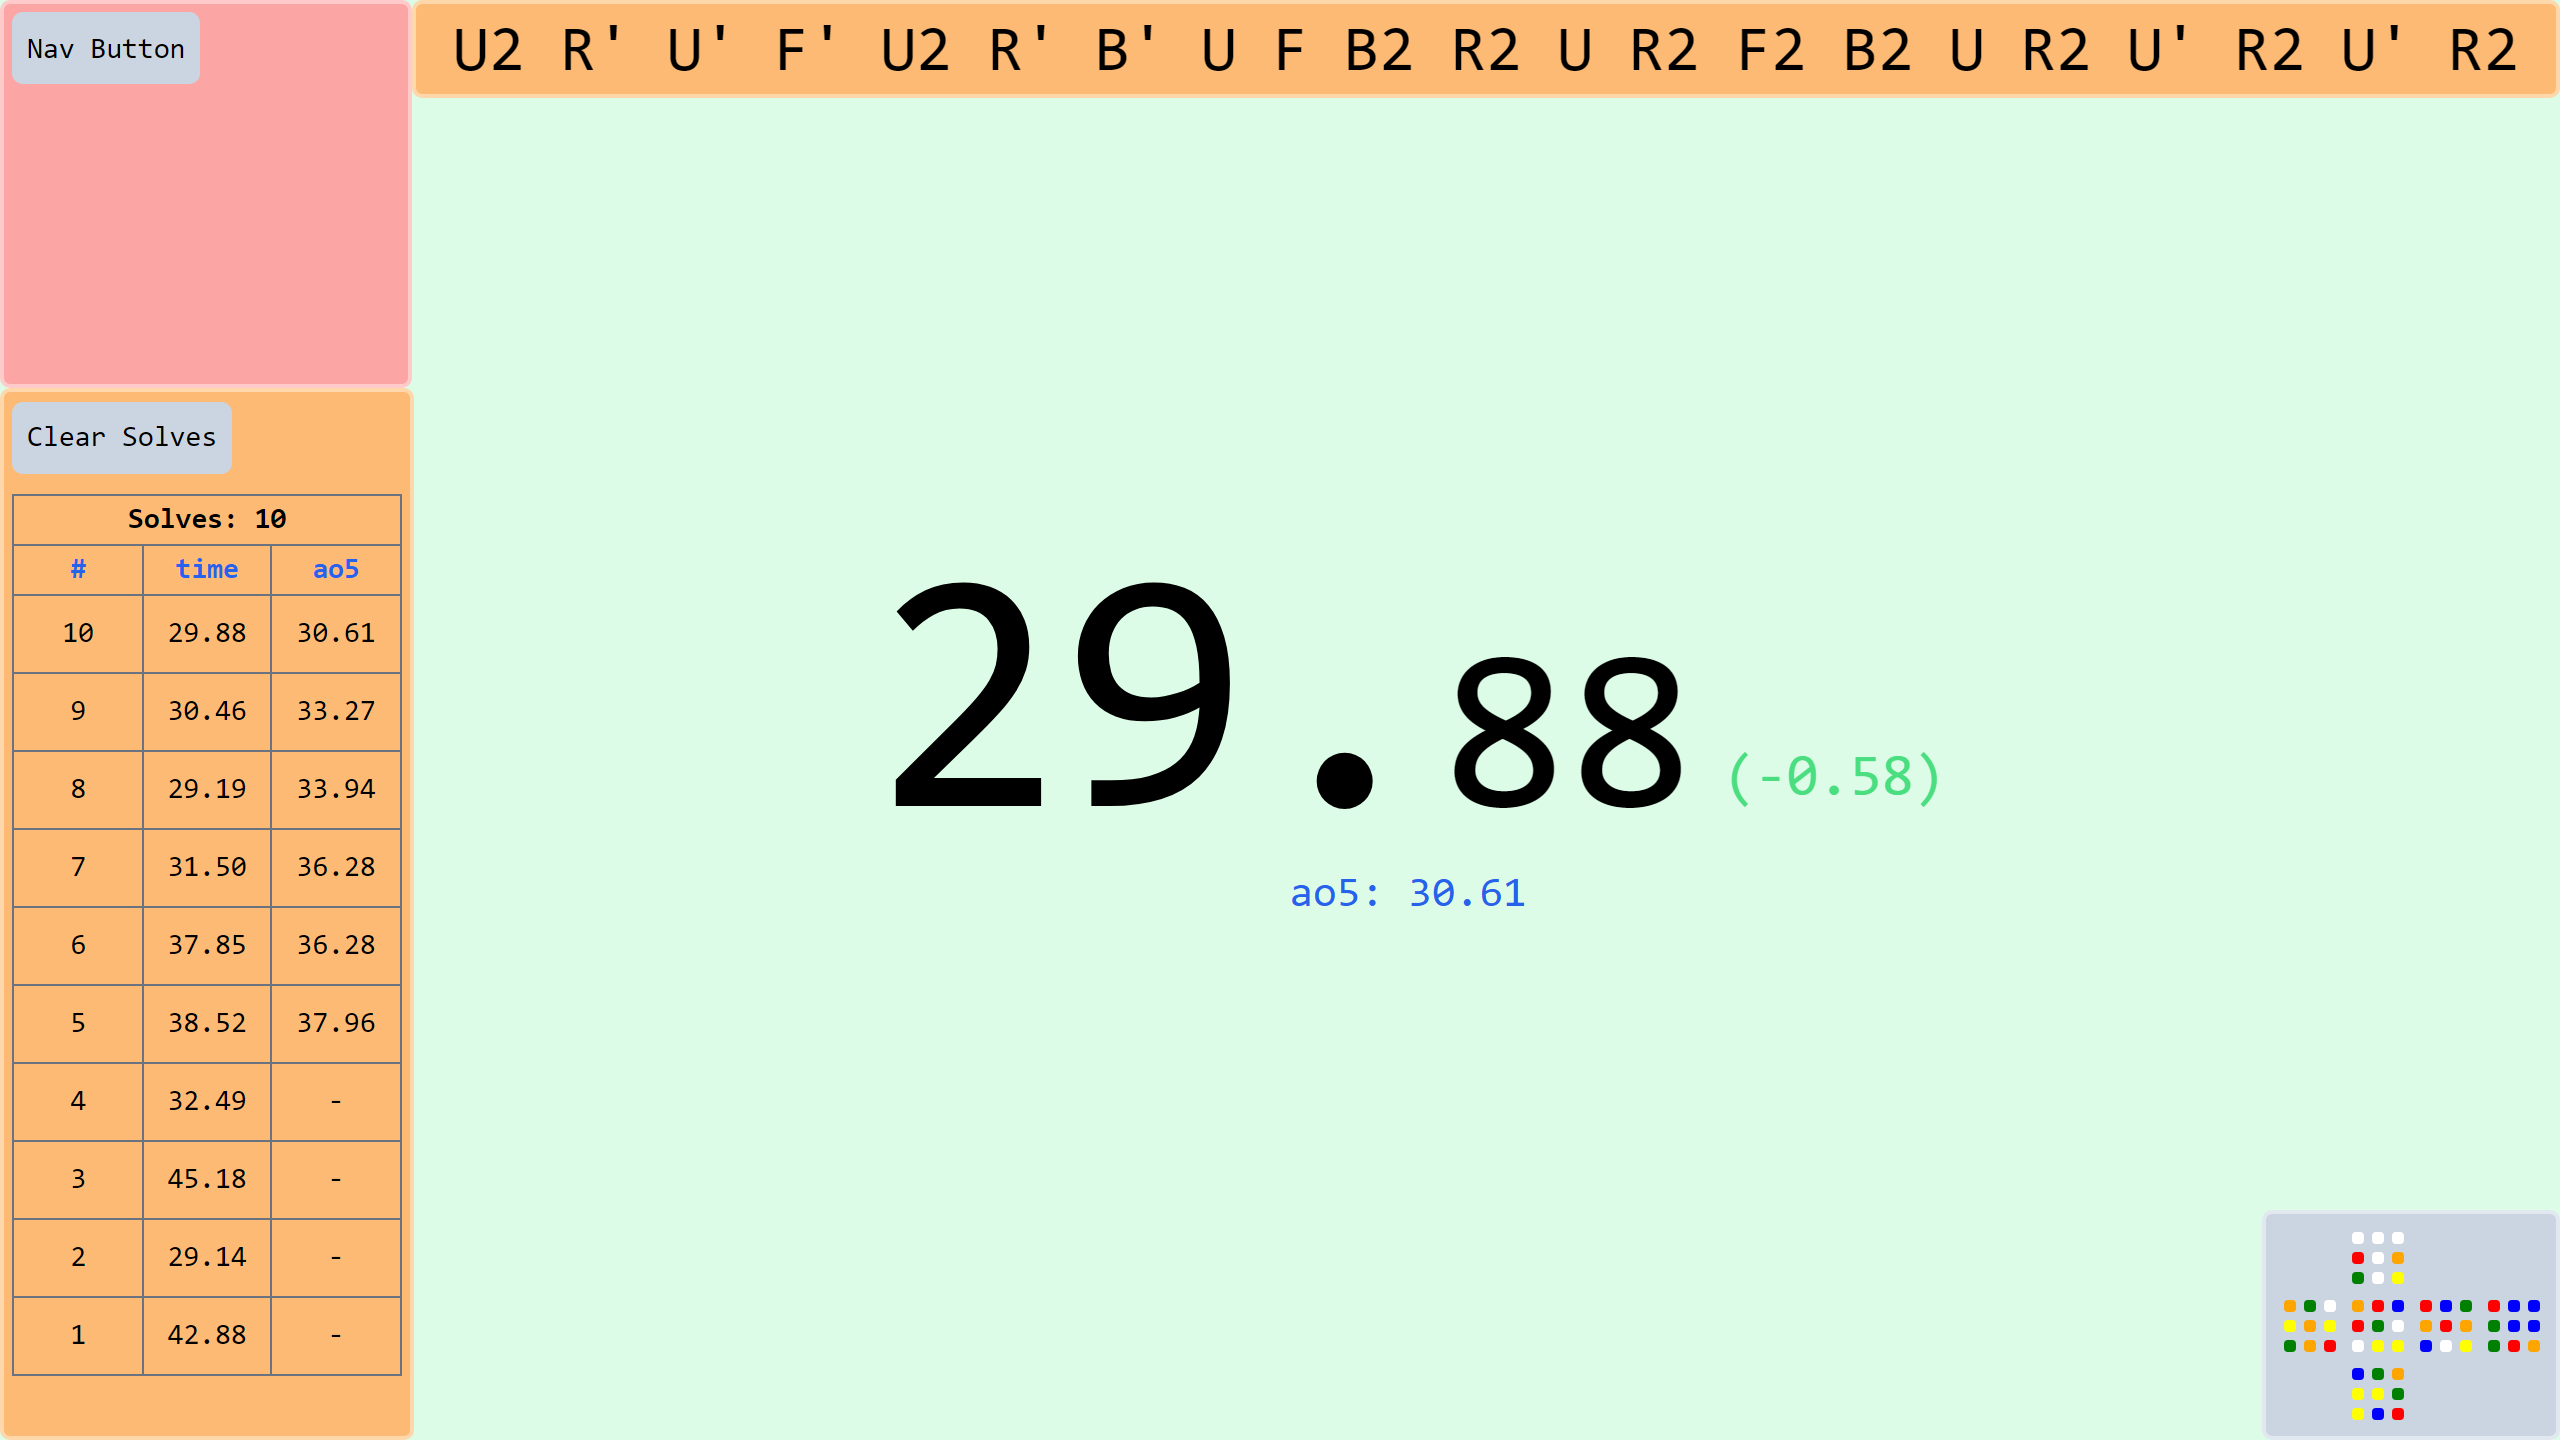 Nav Button
U2 R' U' F' U2 R' B' U F B2 R2 U R2 F2 B2 U R2 U' R2 U' R2
Clear Solves
Solves: 10
# time ao5
10 29.88 30.61
9 30.46 33.27
8 29.19 33.94
7 31.50 36.28
6 37.85 36.28
5 38.52 37.96
4 32.49 -
3 45.18 -
2 29.14 -
1 42.88 -
29.88 (-0.58)
ao5: 30.61